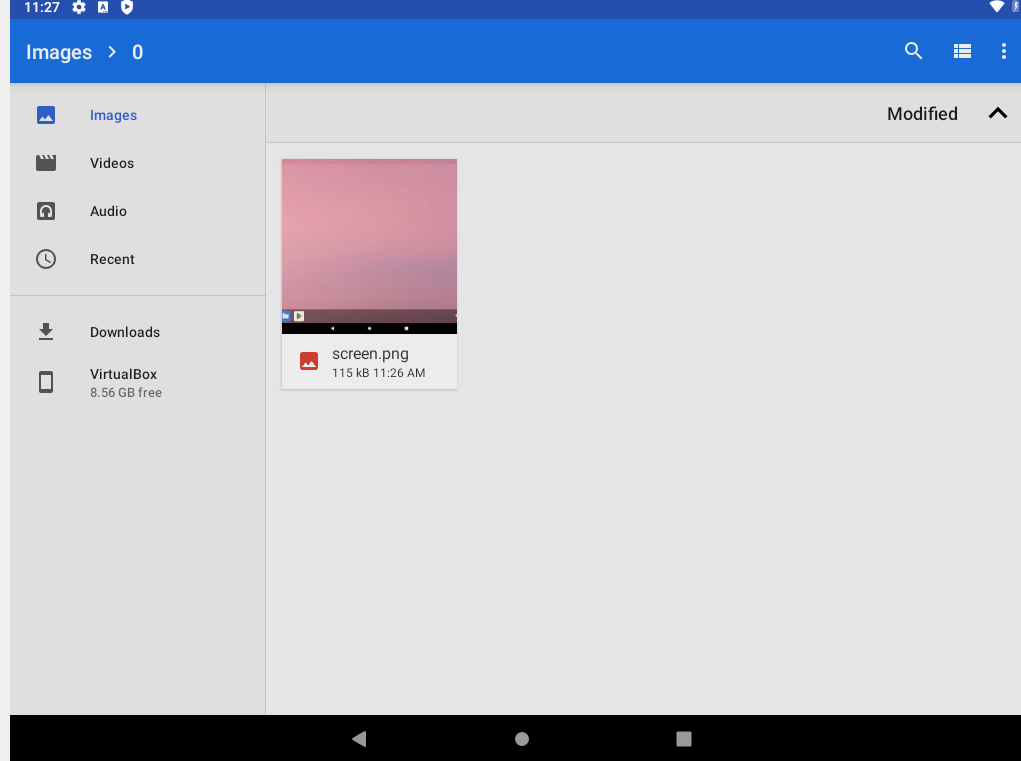 11:27
Images > 0
Images
Videos
Audio
Recent
Downloads
VirtualBox
8.56 GB free
Modified
screen.png
115 kB 11:26 AM